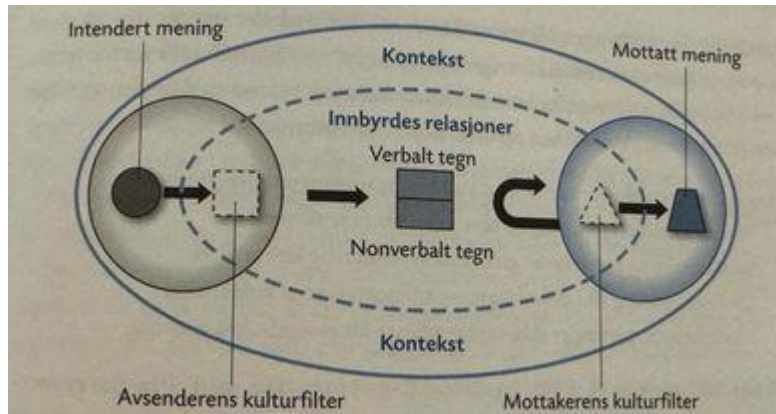 Intendert mening
Kontekst
Mottatt mening
Innbyrdes relasjoner
Verbalt tegn
Nonverbalt tegn
Kontekst
Avsenderens kulturfilter
Mottakerens kulturfilter